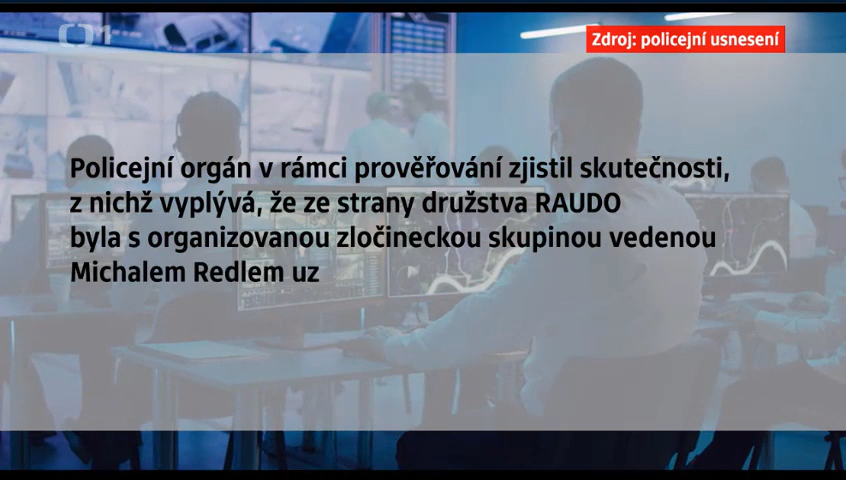 Zdroj: policejní usnesení
Policejní orgán v rámci prověřování zjistil skutečnosti,
z nichž vyplývá, že ze strany družstva RAUDO
byla s organizovanou zločineckou skupinou vedenou
Michalem Redlem uz